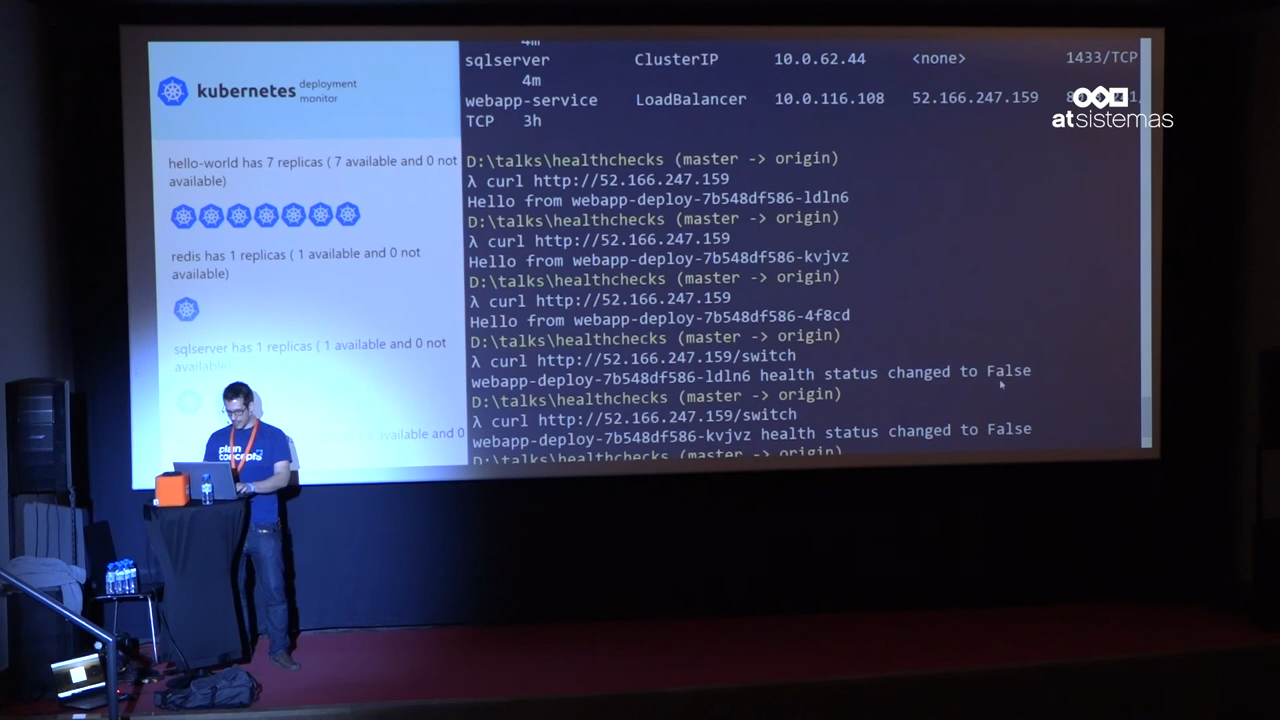 kubernetes deployment
monitor
hello-world has 7 replicas ( 7 available and 0 not
available)
redis has 1 replicas ( 1 available and 0 not
available)
sqlserver has 1 replicas ( 1 available and 0 not
available)
available and 0
4m
sqlserver ClusterIP 10.0.62.44 <none> 1433/TCP
4m
webapp-service LoadBalancer 10.0.116.108 52.166.247.159
TCP 3h
D:\talks\healthchecks (master -> origin)
λ curl http://52.166.247.159
Hello from webapp-deploy-7b548df586-ldln6
D:\talks\healthchecks (master -> origin)
λ curl http://52.166.247.159
Hello from webapp-deploy-7b548df586-kvjvz
D:\talks\healthchecks (master -> origin)
λ curl http://52.166.247.159
Hello from webapp-deploy-7b548df586-4f8cd
D:\talks\healthchecks (master -> origin)
λ curl http://52.166.247.159/switch
webapp-deploy-7b548df586-ldln6 health status changed to False
D:\talks\healthchecks (master -> origin)
λ curl http://52.166.247.159/switch
webapp-deploy-7b548df586-kvjvz health status changed to False
D:\talks\healthchecks (master -> origin)
atsistemas
plain
concepts